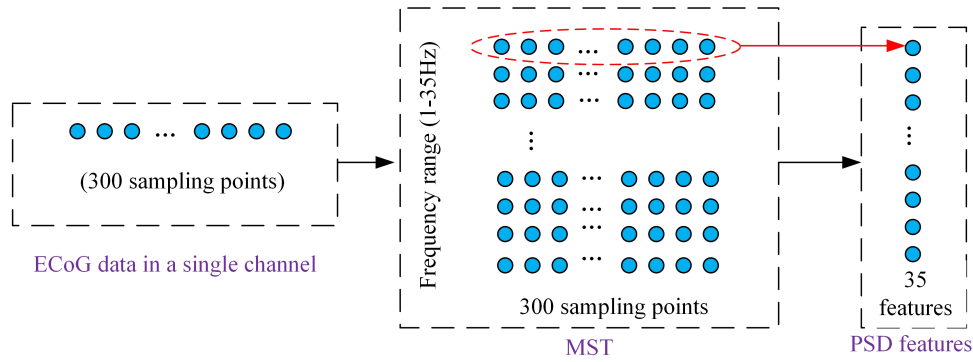 (300 sampling points)
ECoG data in a single channel
Frequency range (1-35Hz)
300 sampling points
MST
35
features
PSD features